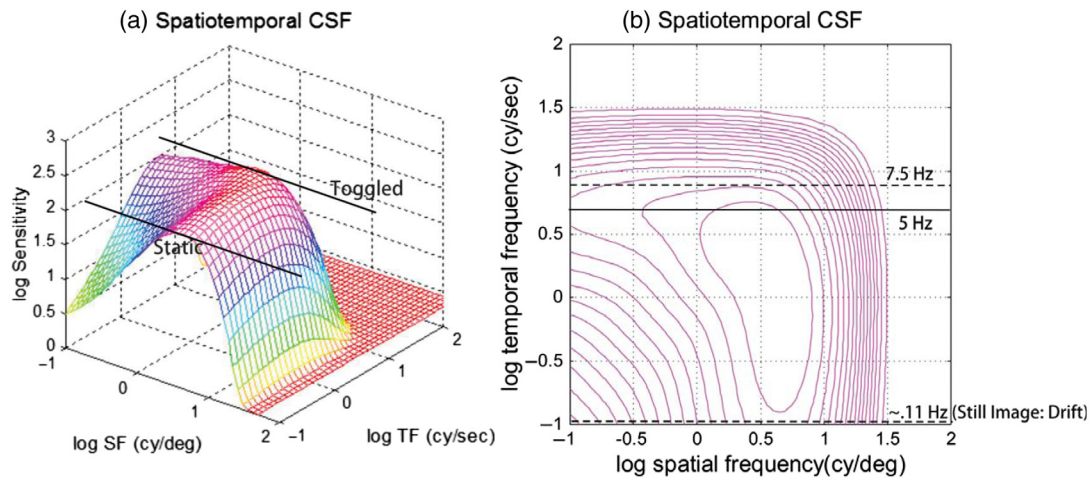 (a) Spatiotemporal CSF
3
2.5
2
1.5
1
0.5
0
log Sensitivity
Toggled
Static
−1
0
1
2
log SF (cy/deg)
−1
0
1
2
log TF (cy/sec)
(b) Spatiotemporal CSF
2
1.5
1
0.5
0
−0.5
−1
log temporal frequency (cy/sec)
7.5 Hz
5 Hz
~.11 Hz (Still Image: Drift)
−1 −0.5 0 0.5 1 1.5 2
log spatial frequency(cy/deg)